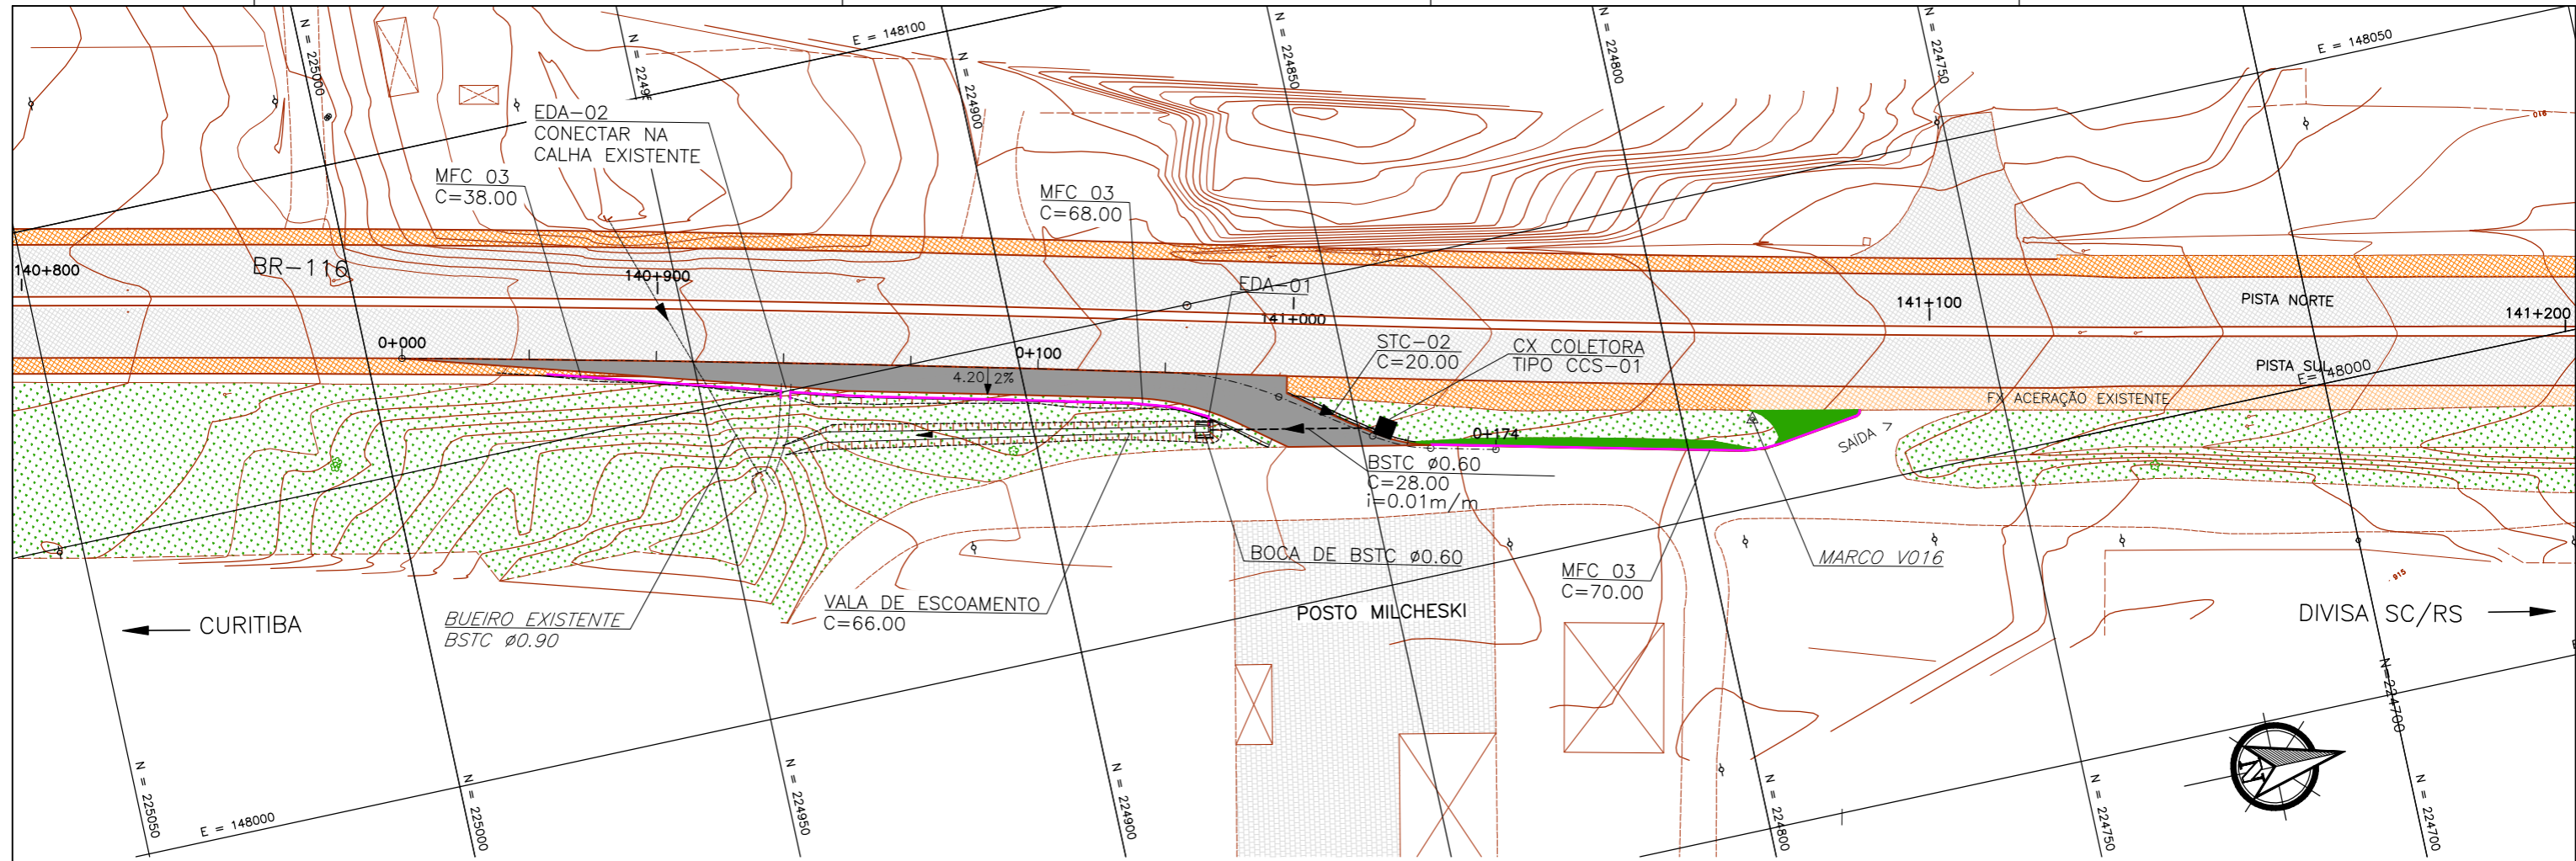 N = 225000
N = 22495
E = 148100
N = 224900
N = 224850
N = 224800
N = 224750
E = 148050
916
EDA-02
CONECTAR NA
CALHA EXISTENTE
MFC 03
C=38.00
MFC 03
C=68.00
140+800
BR-116
140+900
915
EDA-01
141+000
141+100
PISTA NORTE
141+200
0+000
0+100
STC-02
C=20.00
CX COLETORA
TIPO CCS-01
PISTA SUL
E= 148000
4.20
2%
FX ACERAÇÃO EXISTENTE
0+174
SAÍDA >
BSTC ø0.60
C=28.00
i=0.01m/m
BOCA DE BSTC ø0.60
MARCO V016
MFC 03
C=70.00
915
CURITIBA
BUEIRO EXISTENTE
BSTC ø0.90
VALA DE ESCOAMENTO
C=66.00
POSTO MILCHESKI
DIVISA SC/RS
N=224700
N = 225050
E = 148000
N = 225000
N = 224950
N = 224900
N = 224800
N = 224750
N = 224700
N